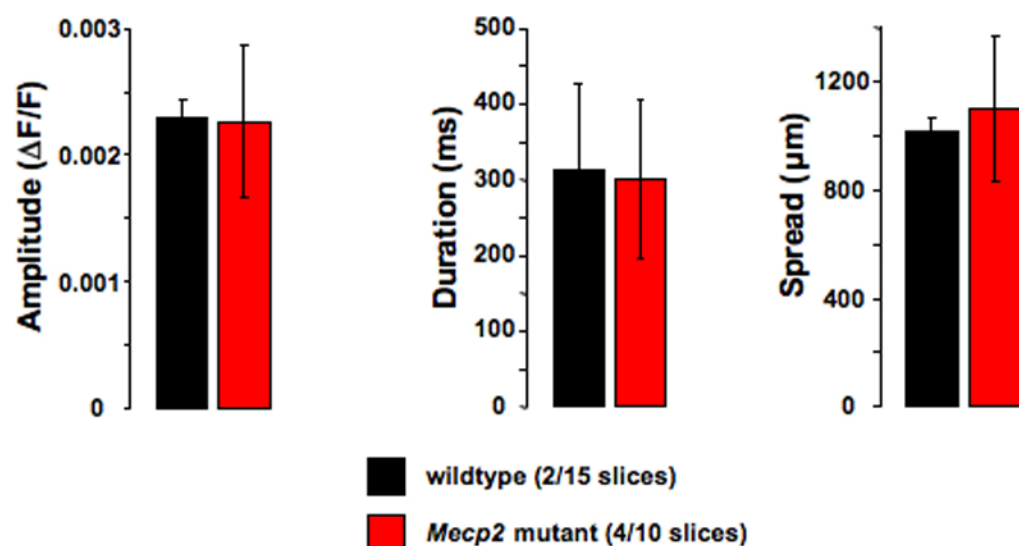 Amplitude (ΔF/F)
0.003
0.002
0.001
0
Duration (ms)
500
400
300
200
100
0
Spread (µm)
1200
800
400
0
wildtype (2/15 slices)
Mecp2 mutant (4/10 slices)